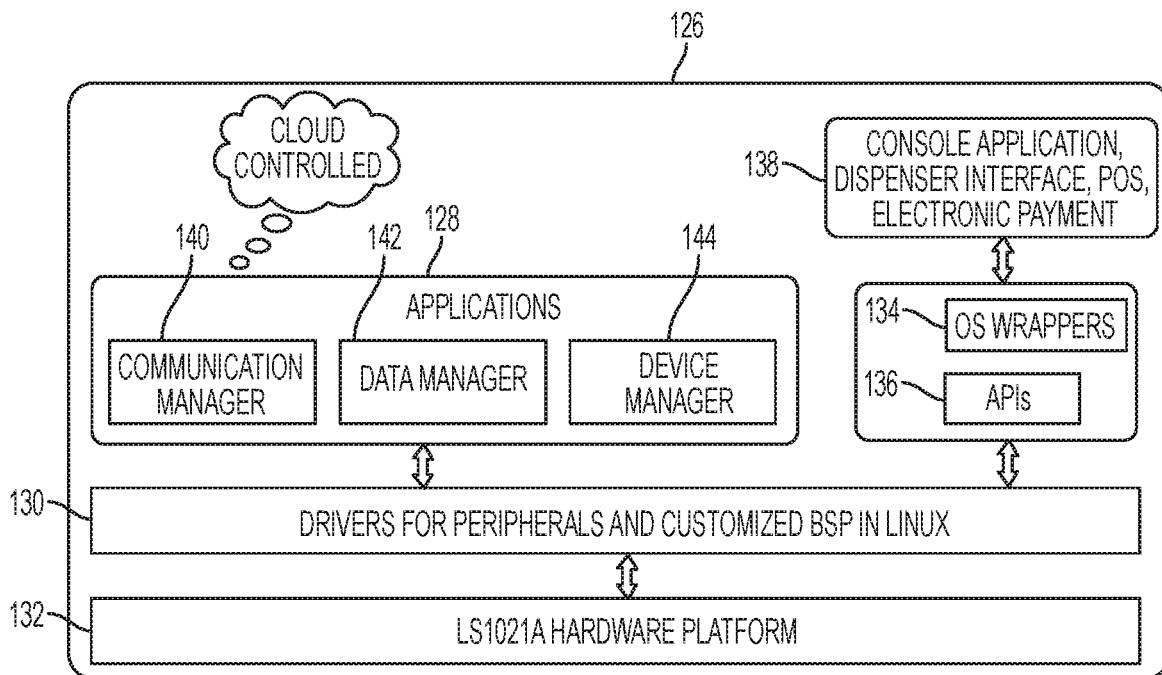 126
CLOUD
CONTROLLED
138
CONSOLE APPLICATION,
DISPENSER INTERFACE, POS,
ELECTRONIC PAYMENT
140
142
128
144
APPLICATIONS
COMMUNICATION
MANAGER
DATA MANAGER
DEVICE
MANAGER
134
OS WRAPPERS
136
APIs
130
DRIVERS FOR PERIPHERALS AND CUSTOMIZED BSP IN LINUX
132
LS1021A HARDWARE PLATFORM